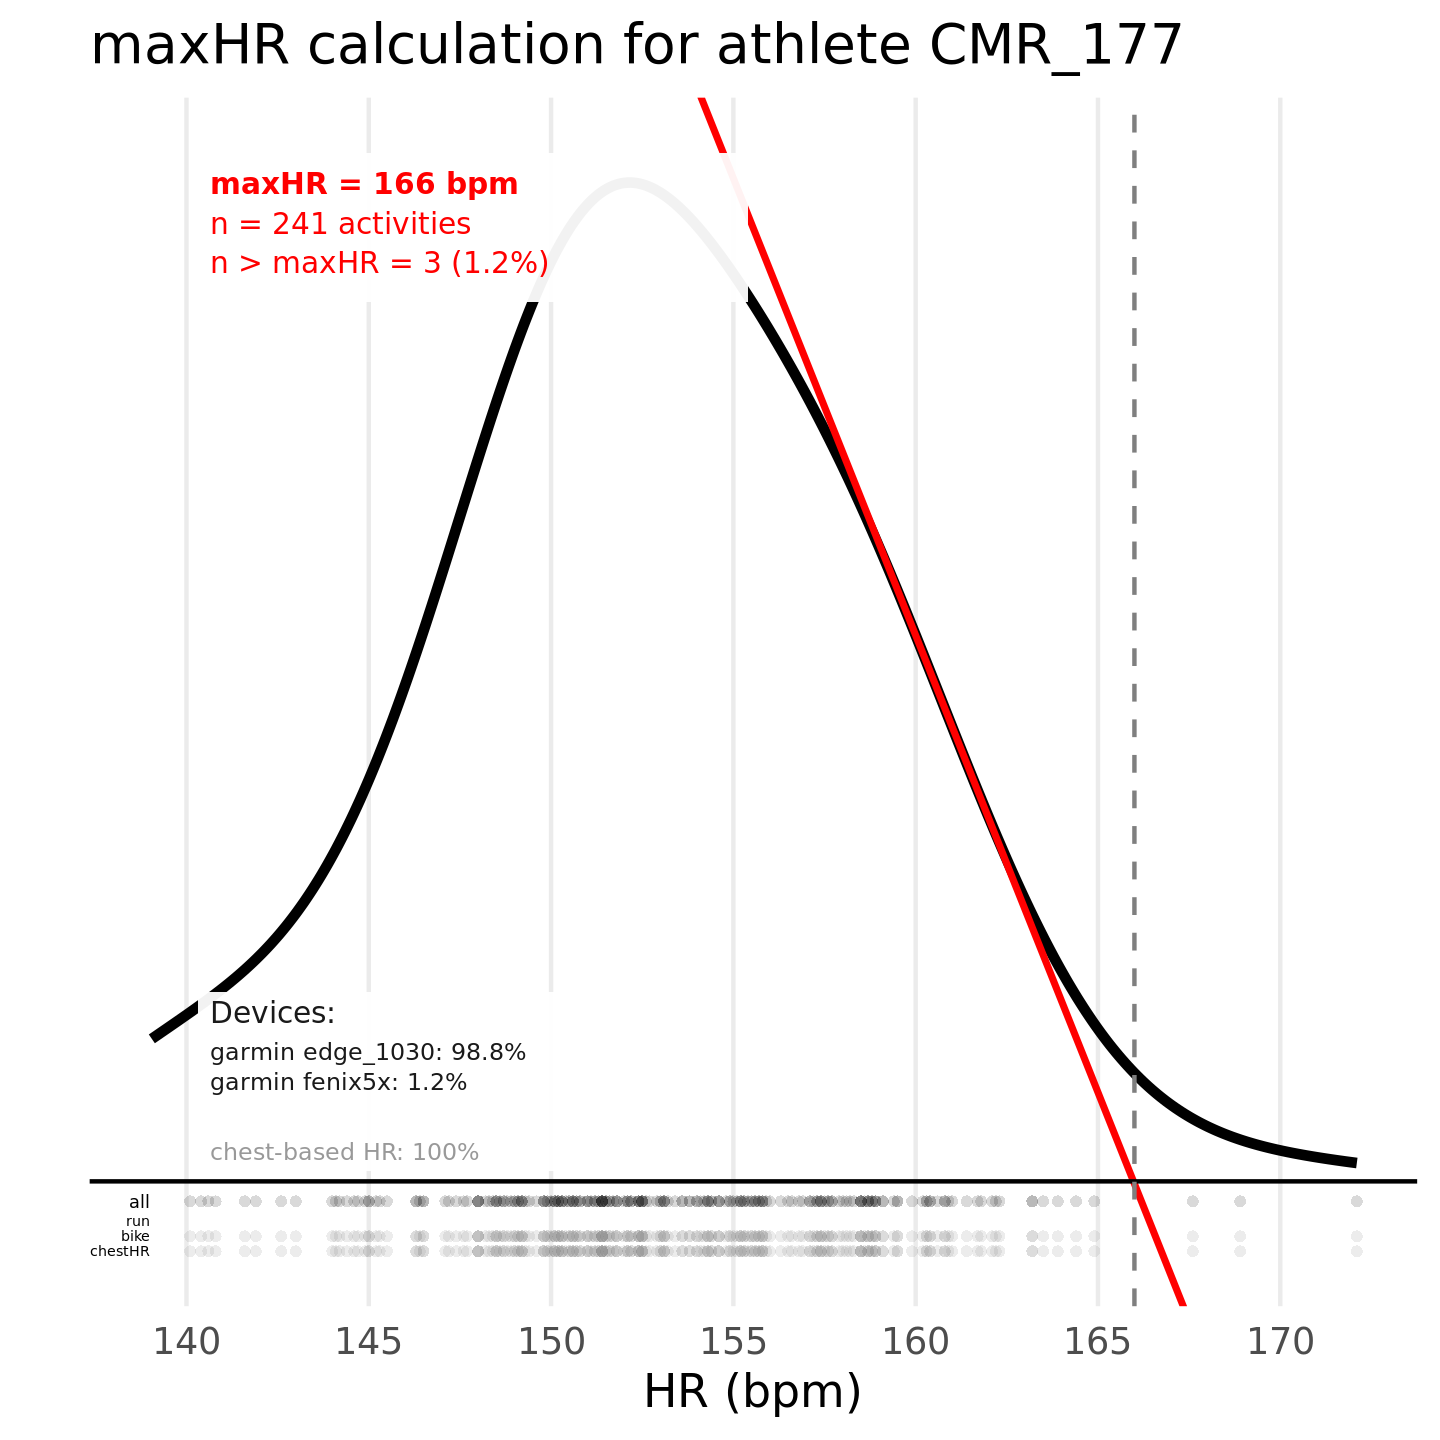 maxHR calculation for athlete CMR_177
maxHR = 166 bpm
n = 241 activities
n > maxHR = 3 (1.2%)
Devices:
garmin edge_1030: 98.8%
garmin fenix5x: 1.2%
chest-based HR: 100%
all
run
bike
chestHR
140 145 150 155 160 165 170
HR (bpm)